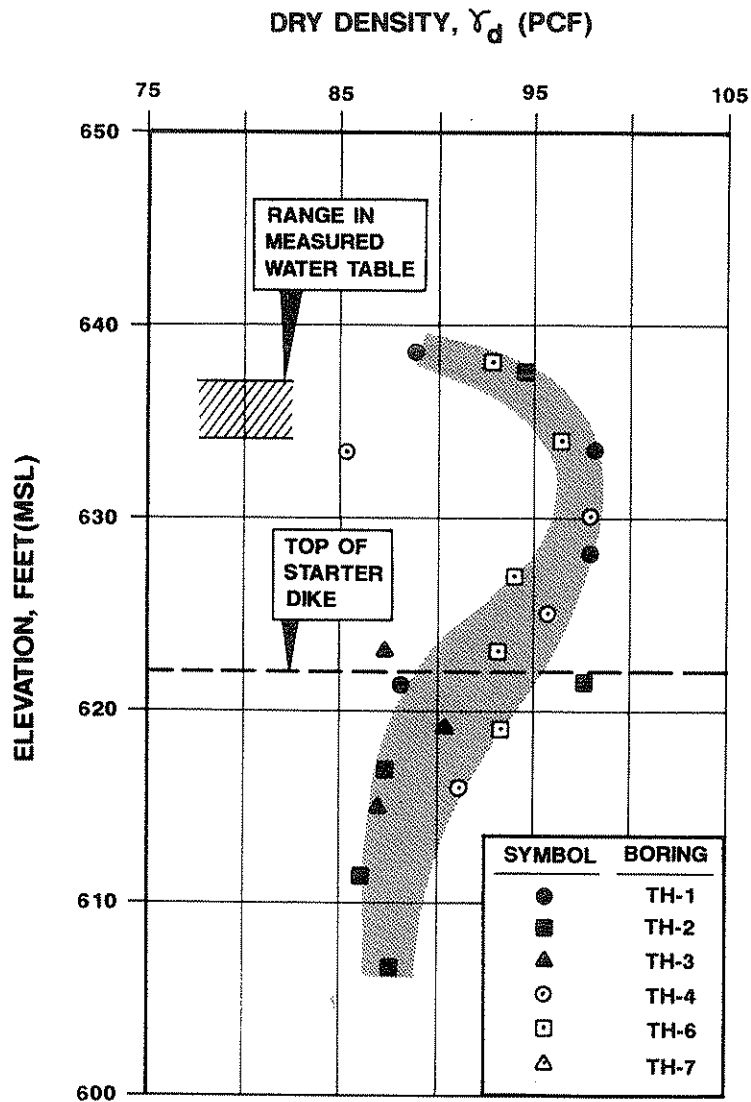 DRY DENSITY, γd (PCF)
75 85 95 105
650
RANGE IN
MEASURED
WATER TABLE
640
ELEVATION, FEET(MSL)
630
TOP OF
STARTER
DIKE
620
610
600
SYMBOL BORING
TH-1
TH-2
TH-3
TH-4
TH-6
TH-7